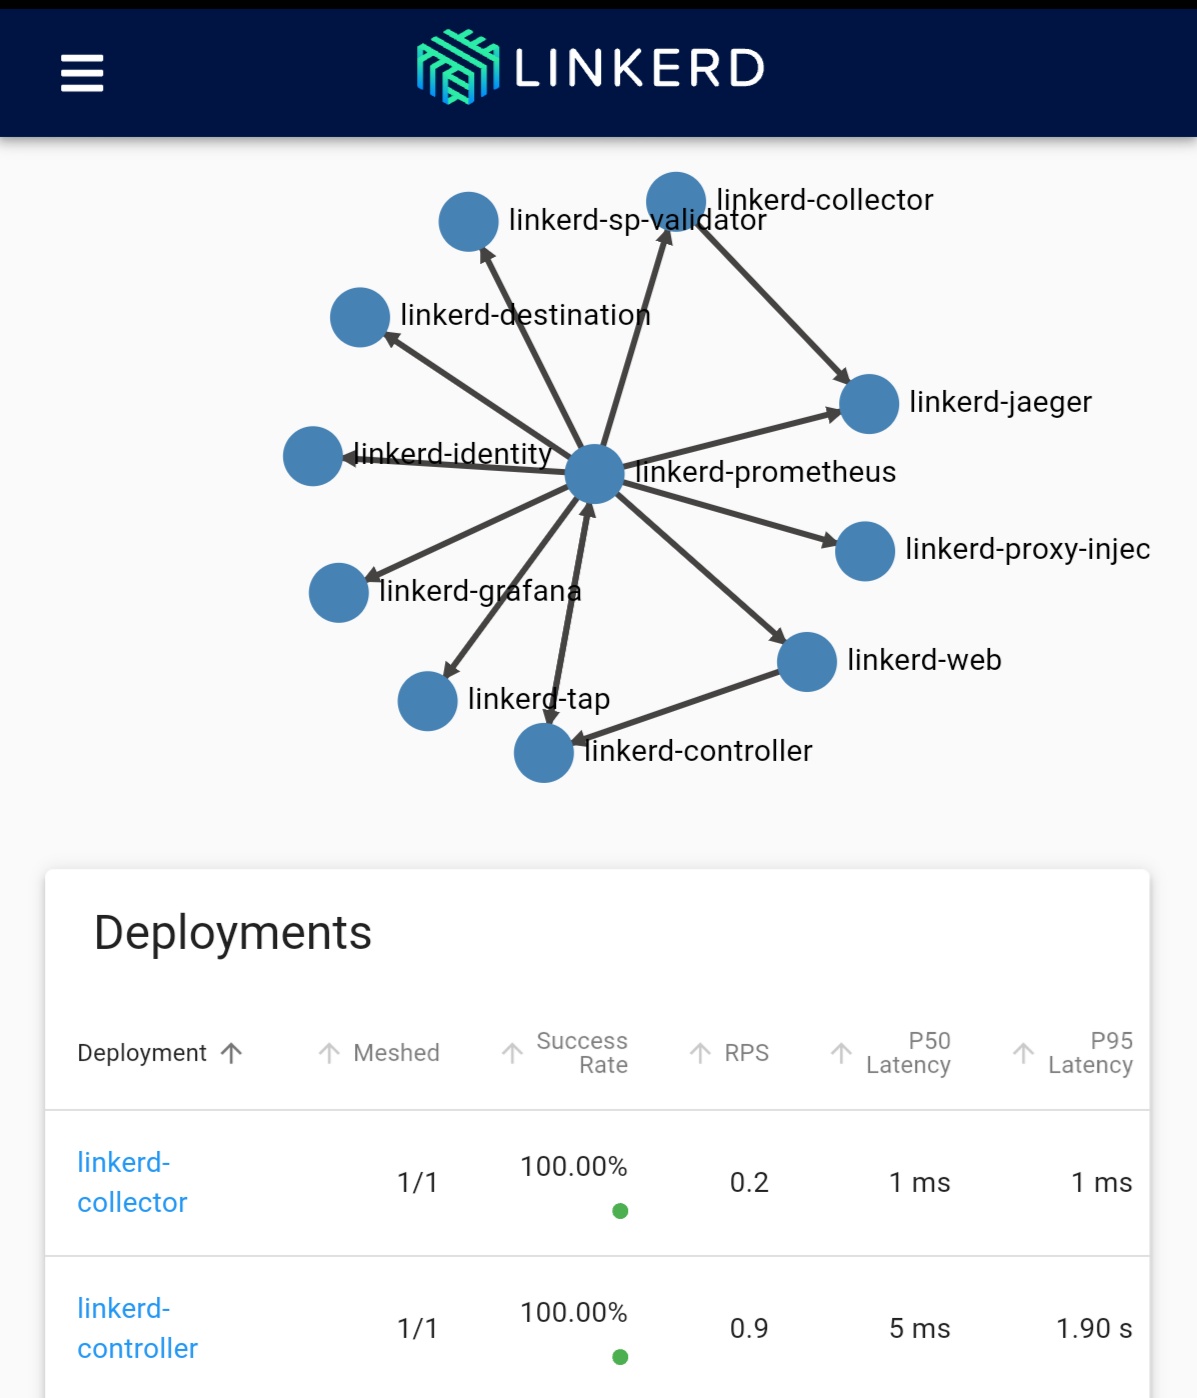 LINKERD
linkerd-collector
linkerd-sp-validator
linkerd-destination
linkerd-jaeger
linkerd-identity
linkerd-prometheus
linkerd-proxy-injec
linkerd-grafana
linkerd-web
linkerd-tap
linkerd-controller
Deployments
Deployment Meshed Success Rate RPS P50 Latency P95 Latency
linkerd-collector 1/1 100.00% 0.2 1 ms 1 ms
linkerd-controller 1/1 100.00% 0.9 5 ms 1.90 s